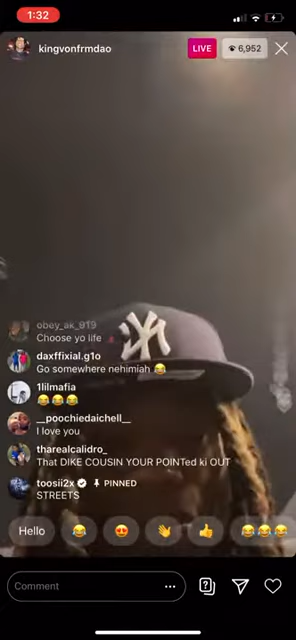 1:32
kingvonfrmdao
LIVE
6,952
obey_ak_919
Choose yo life
daxffixial.g1o
Go somewhere nehimiah 😂
1lilmafia
😂😂😂
__poochiedaichell__
I love you
tharealcalidro_
That DIKE COUSIN YOUR POINTed ki OUT
toosii2x PINNED
STREETS
NY
Hello 😂 😍 👋 👍 😂😂😂
Comment